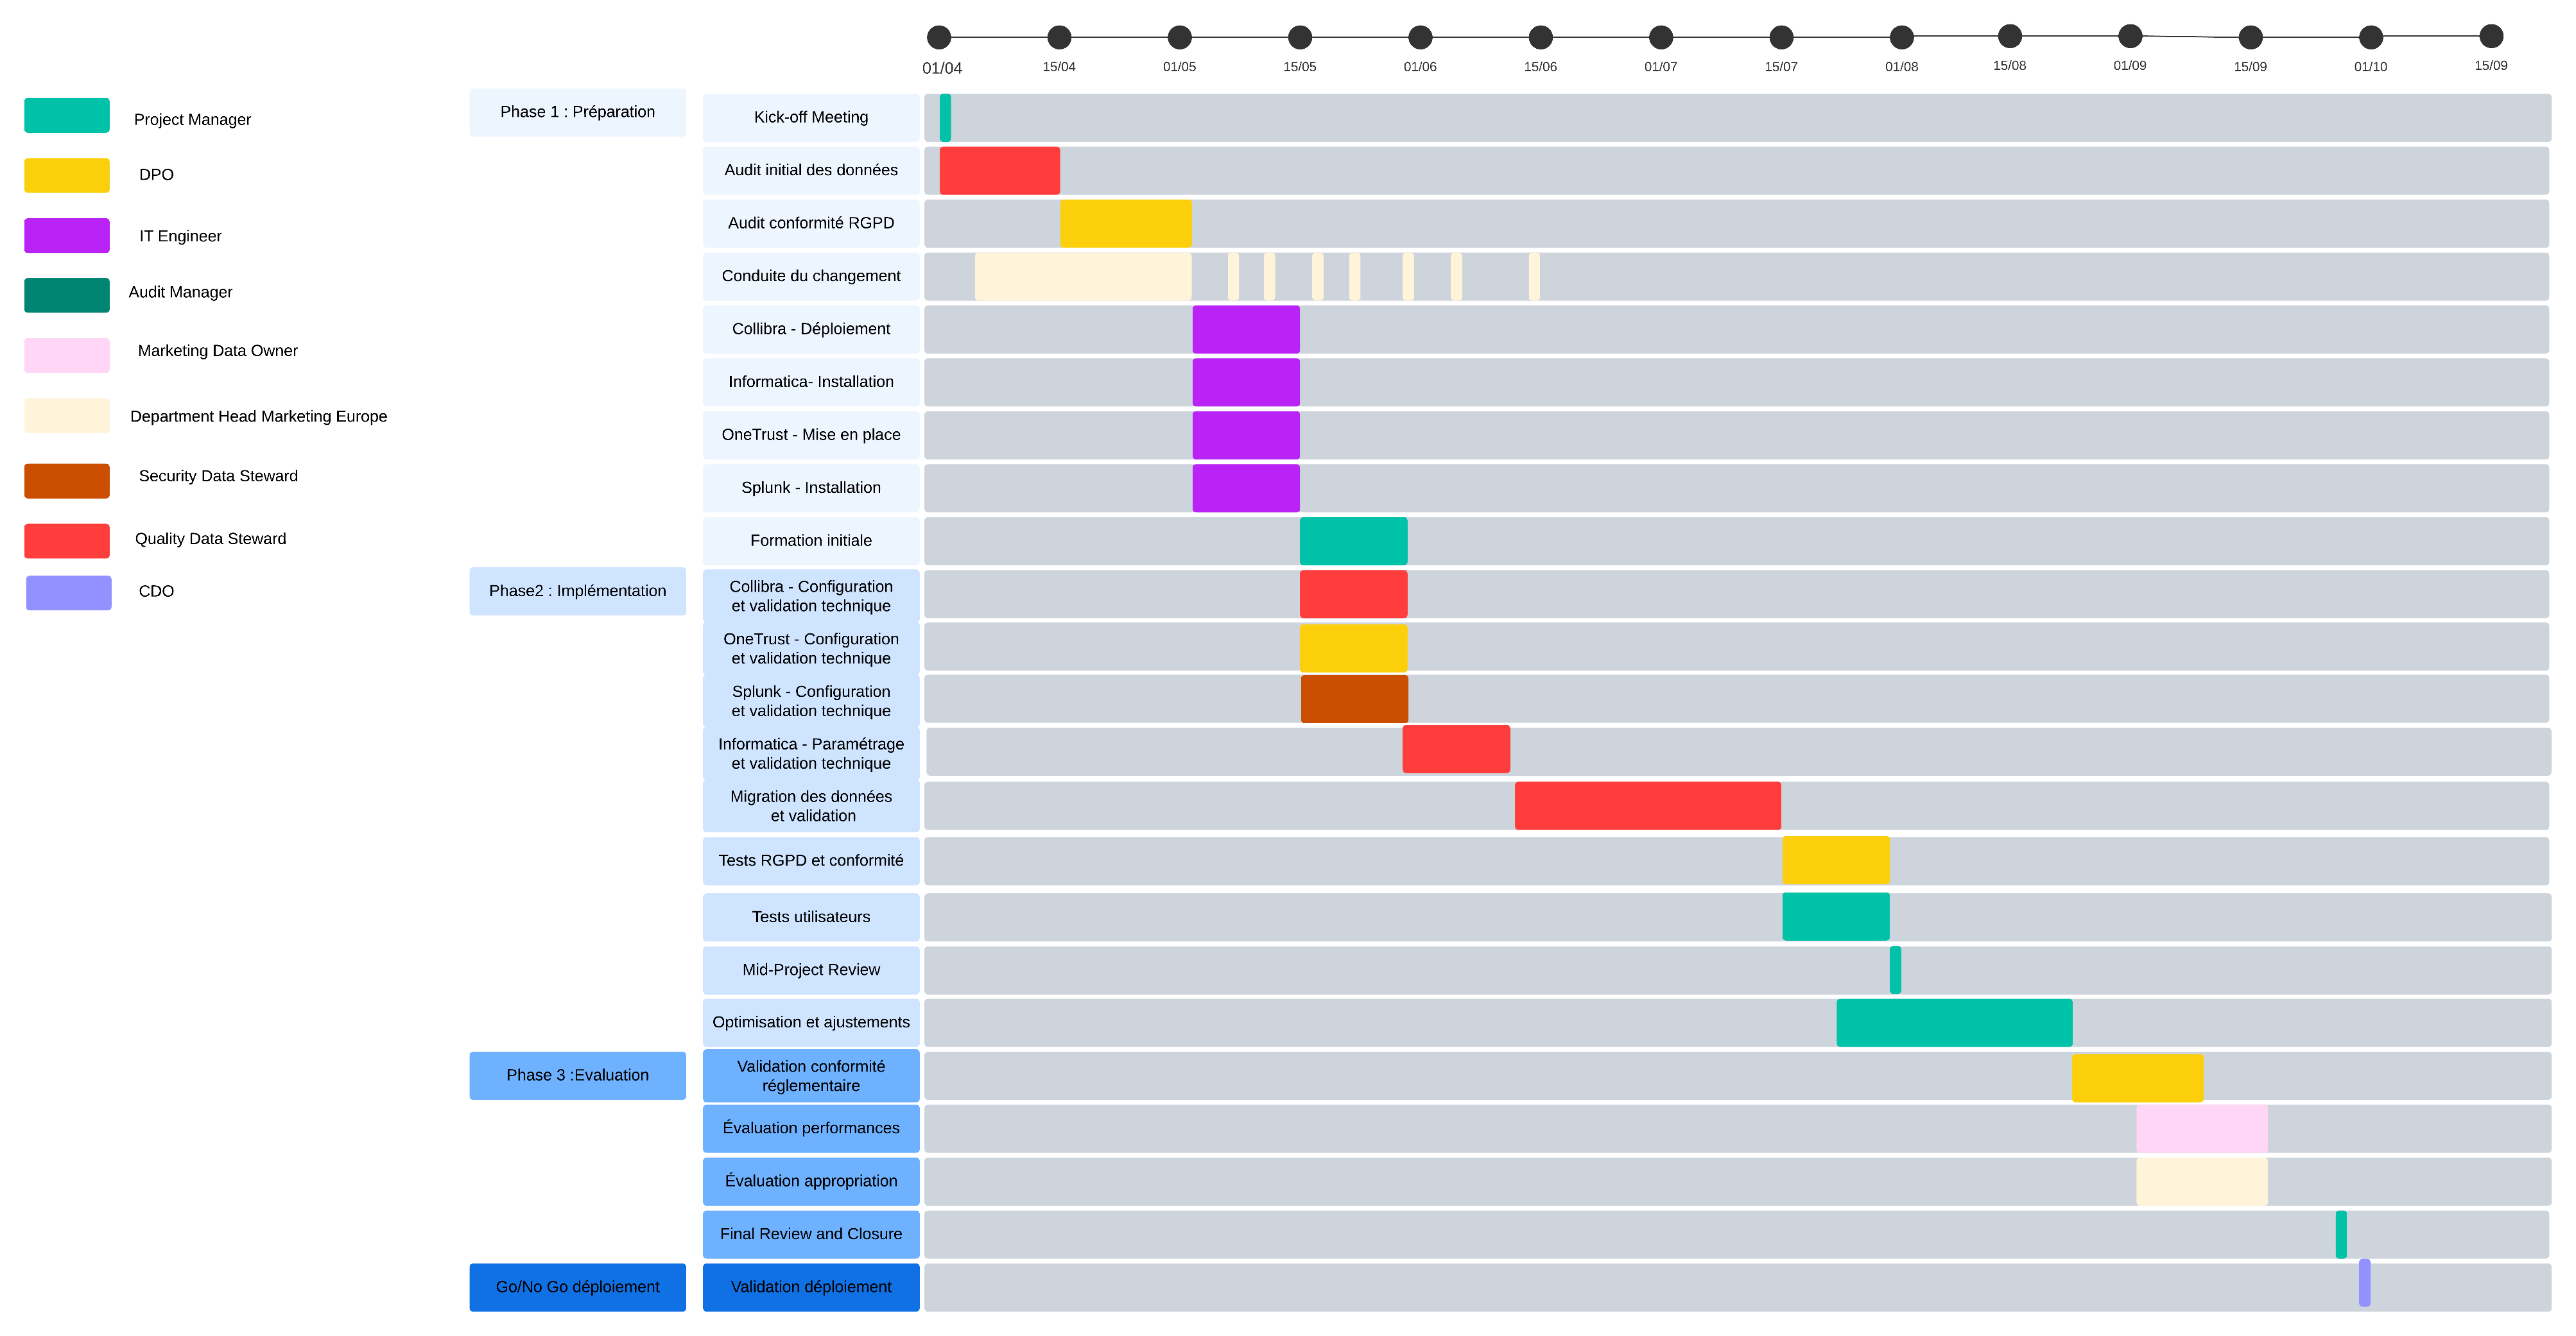 01/04
15/04
01/05
15/05
01/06
15/06
01/07
15/07
01/08
15/08
01/09
15/09
01/10
15/09
Project Manager
DPO
IT Engineer
Audit Manager
Marketing Data Owner
Department Head Marketing Europe
Security Data Steward
Quality Data Steward
CDO
Phase 1 : Préparation
Kick-off Meeting
Audit initial des données
Audit conformité RGPD
Conduite du changement
Collibra - Déploiement
Informatica- Installation
OneTrust - Mise en place
Splunk - Installation
Formation initiale
Phase2 : Implémentation
Collibra - Configuration
et validation technique
OneTrust - Configuration
et validation technique
Splunk - Configuration
et validation technique
Informatica - Paramétrage
et validation technique
Migration des données
et validation
Tests RGPD et conformité
Tests utilisateurs
Mid-Project Review
Optimisation et ajustements
Phase 3 :Evaluation
Validation conformité
réglementaire
Évaluation performances
Évaluation appropriation
Final Review and Closure
Go/No Go déploiement
Validation déploiement